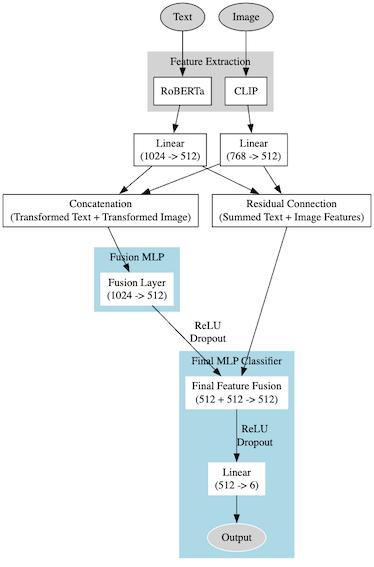 Text
Image
Feature Extraction
RoBERTa
CLIP
Linear
(1024 -> 512)
Linear
(768 -> 512)
Concatenation
(Transformed Text + Transformed Image)
Residual Connection
(Summed Text + Image Features)
Fusion MLP
Fusion Layer
(1024 -> 512)
ReLU
Dropout
Final MLP Classifier
Final Feature Fusion
(512 + 512 -> 512)
ReLU
Dropout
Linear
(512 -> 6)
Output